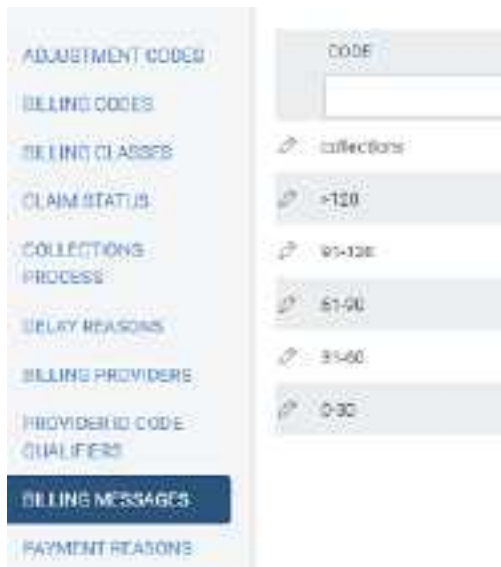 ADJUSTMENT CODES
BILLING CODES
BILLING CLASSES
CLAIM STATUS
COLLECTIONS
PROCESS
DELAY REASONS
BILLING PROVIDERS
PROVIDER ID CODE
QUALIFIERS
BILLING MESSAGES
PAYMENT REASONS
CODE
collections
>120
91-120
61-90
31-60
0-30